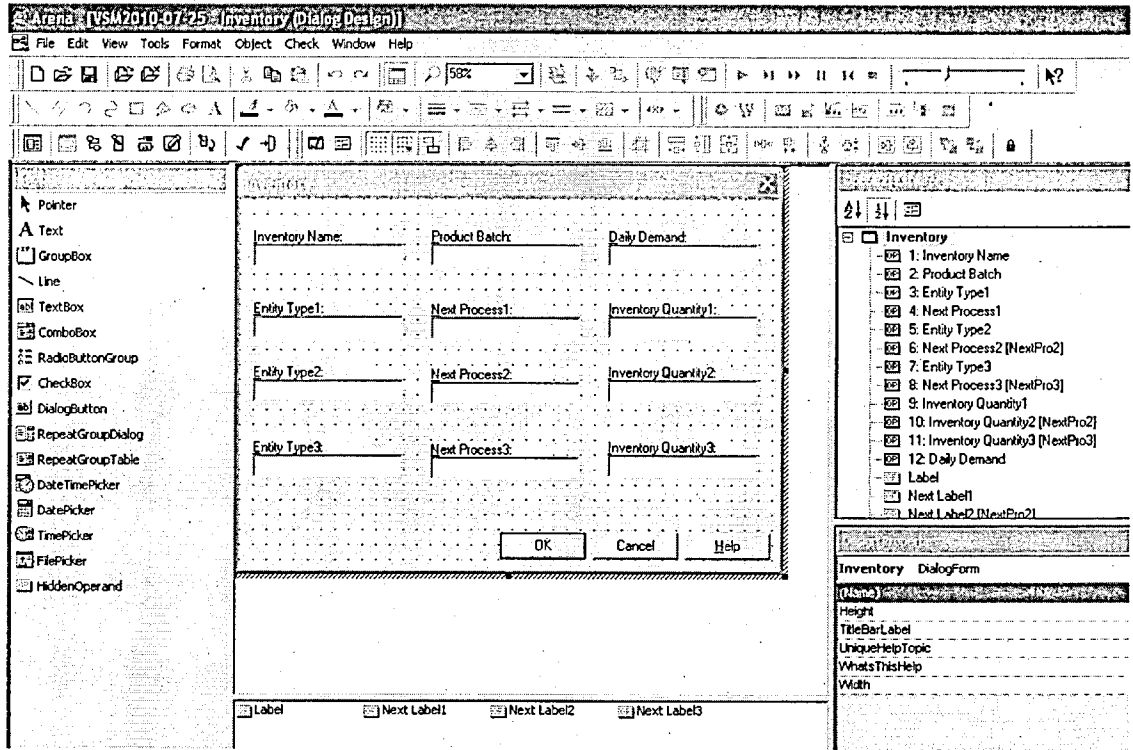 Arena - [VSM2010-07-25 - Inventory (Dialog Design)]
File Edit View Tools Format Object Check Window Help
58%
Pointer
A Text
GroupBox
Line
TextBox
ComboBox
RadioButtonGroup
CheckBox
DialogButton
RepeatGroupDialog
RepeatGroupTable
DateTimePicker
DatePicker
TimePicker
FilePicker
HiddenOperand
Inventory Name: Product Batch: Daily Demand:
Entity Type1: Next Process1: Inventory Quantity1:
Entity Type2: Next Process2: Inventory Quantity2:
Entity Type3: Next Process3: Inventory Quantity3:
OK Cancel Help
Label Next Label1 Next Label2 Next Label3
Inventory
1: Inventory Name
2: Product Batch
3: Entity Type1
4: Next Process1
5: Entity Type2
6: Next Process2 [NextPro2]
7: Entity Type3
8: Next Process3 [NextPro3]
9: Inventory Quantity1
10: Inventory Quantity2 [NextPro2]
11: Inventory Quantity3 [NextPro3]
12: Daily Demand
Label
Next Label1
Next Label2 [NextPro2]
Inventory DialogForm
(Name)
Height
TitleBarLabel
UniqueHelpTopic
WhatsThisHelp
Width